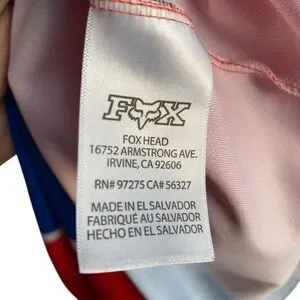 FOX
FOX HEAD
16752 ARMSTRONG AVE.
IRVINE, CA 92606
RN# 97275 CA# 56327
MADE IN EL SALVADOR
FABRIQUÉ AU SALVADOR
HECHO EN EL SALVADOR